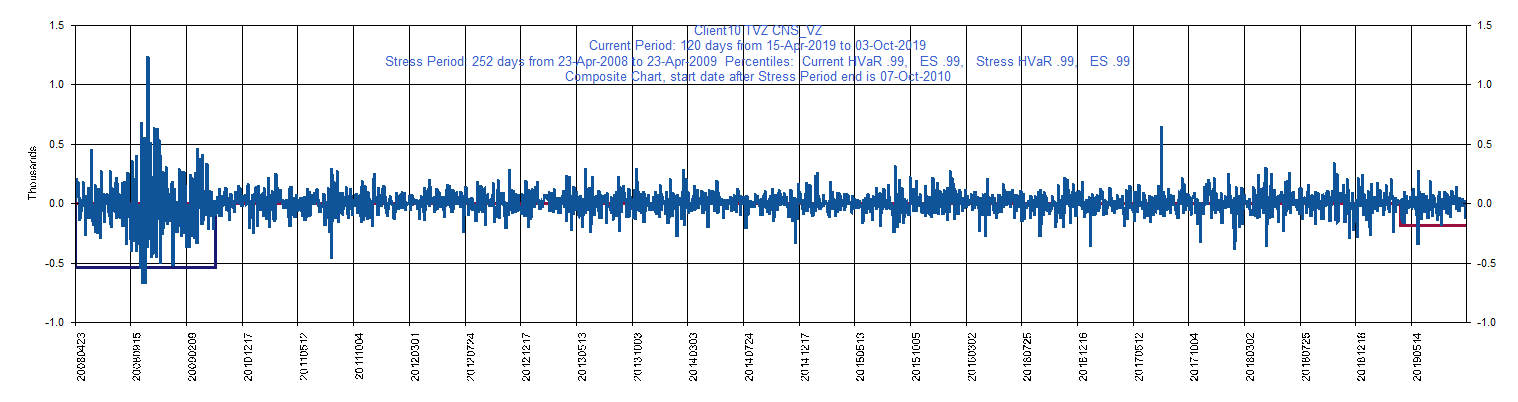 Client10 TVZ CNS_VZ
Current Period: 120 days from 15-Apr-2019 to 03-Oct-2019
Stress Period: 252 days from 23-Apr-2008 to 23-Apr-2009 Percentiles: Current HVaR .99, ES .99, Stress HVaR .99, ES .99
Composite Chart, start date after Stress Period end is 07-Oct-2010
1.5 1.5
1.0 1.0
0.5 0.5
Thousands
0.0 0.0
-0.5 -0.5
-1.0 -1.0
20080423 20080915 20090209 20101217 20110512 20111004 20120301 20120724 20121214 20130513 20131003 20140303 20140724 20141217 20150513 20151005 20160302 20160725 20161216 20170512 20171004 20180302 20180725 20181218 20190514